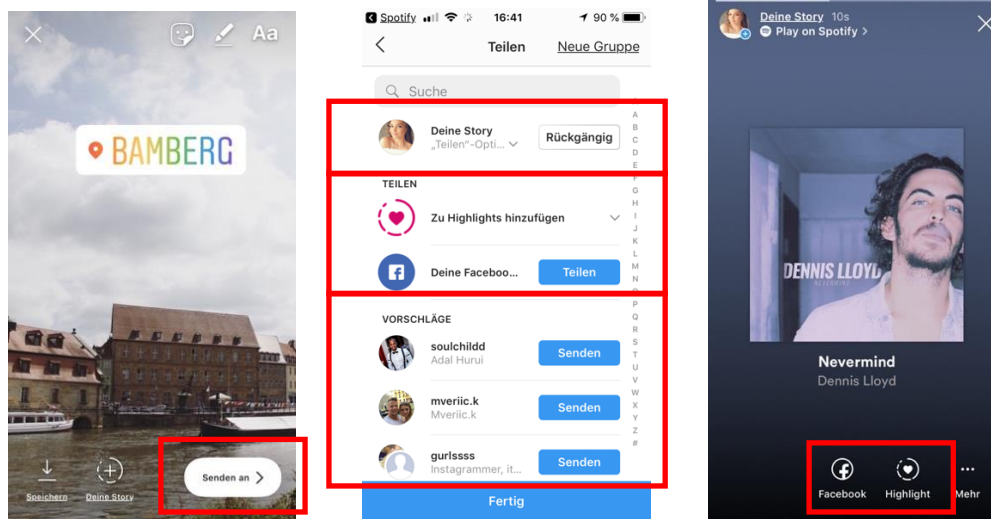 Aa
BAMBERG
Senden an
Speichern
Deine Story
Spotify
16:41
90 %
Teilen
Neue Gruppe
Suche
Deine Story
„Teilen“-Opti...
Rückgängig
TEILEN
Zu Highlights hinzufügen
Deine Faceboo...
Teilen
VORSCHLÄGE
soulchildd
Adal Hurui
Senden
mveriic.k
Mveriic.k
Senden
gurlssss
Instagrammer, it...
Senden
A
B
C
D
E
F
G
H
I
J
K
L
M
N
P
Q
R
S
T
U
V
W
X
Y
Z
#
Fertig
Deine Story 10s
Play on Spotify >
DENNIS LLOYD
NEVERMIND
Nevermind
Dennis Lloyd
Facebook
Highlight
Mehr